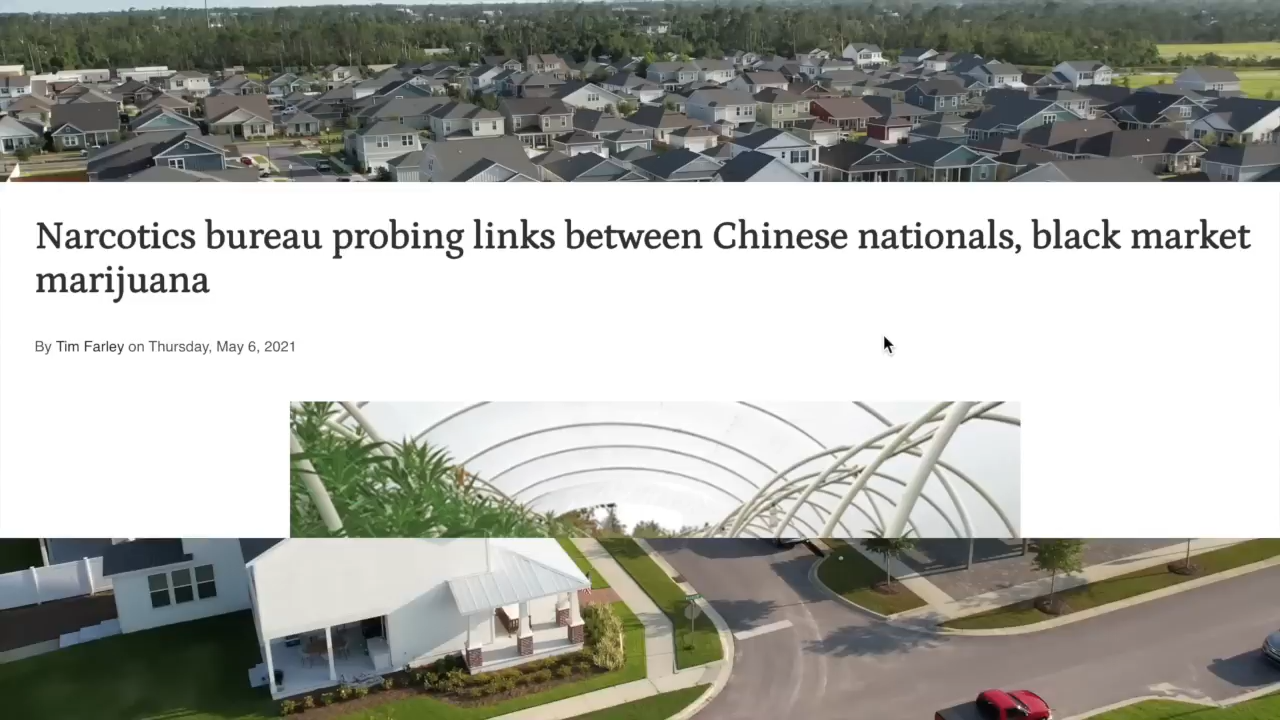 Narcotics bureau probing links between Chinese nationals, black market
marijuana
By Tim Farley on Thursday, May 6, 2021